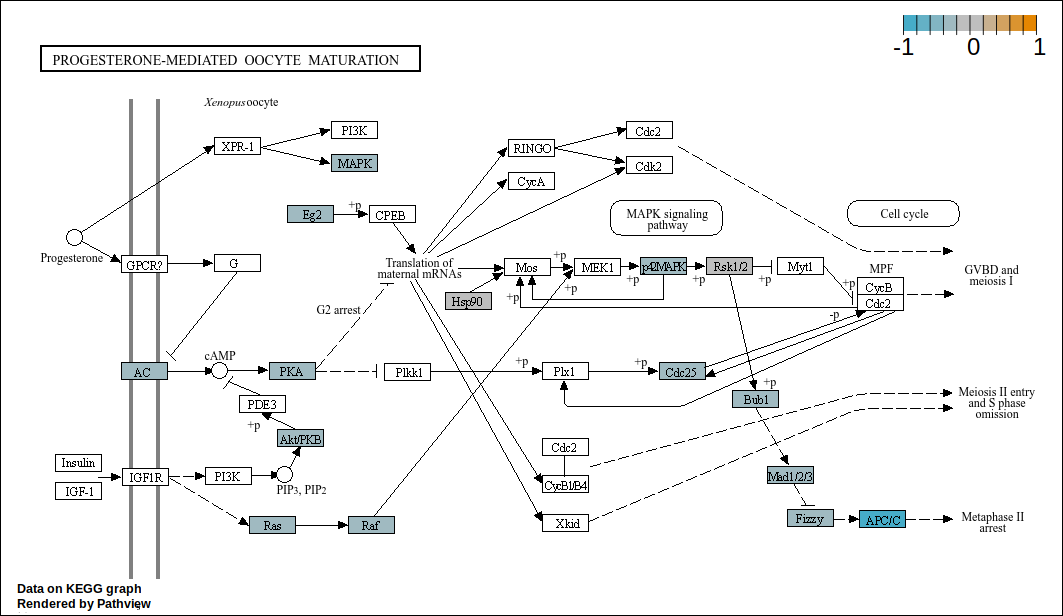 -1 0 1
PROGESTERONE-MEDIATED OOCYTE MATURATION
Xenopus oocyte
PI3K
XPR-1
MAPK
RINGO
Cdc2
Cdk2
CycA
Eg2
+p
CPEB
MAPK signaling
pathway
Cell cycle
Progesterone
GPCR?
G
Translation of
maternal mRNAs
Mos
+p
MEK1
+p
p42MAPK
+p
Rsk1/2
+p
Myt1
+p
MPF
CycB
Cdc2
GVBD and
meiosis I
Hsp90
+p
-p
G2 arrest
cAMP
AC
PKA
Plkk1
+p
Plx1
+p
Cdc25
+p
Bub1
PDE3
+p
Akt/PKB
Meiosis II entry
and S phase
omission
Insulin
IGF-1
IGF1R
PI3K
PIP3, PIP2
Cdc2
CycB1/B4
Mad1/2/3
Ras
Raf
Xkid
Fizzy
APC/C
Metaphase II
arrest
Data on KEGG graph
Rendered by Pathview